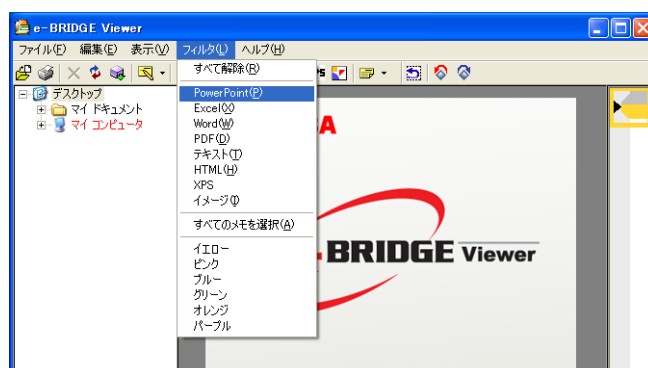 e-BRIDGE Viewer
ファイル(F) 編集(E) 表示(V) フィルタ(L) ヘルプ(H)
すべて解除(R)
PowerPoint(P)
Excel(X)
Word(W)
PDF(D)
テキスト(T)
HTML(H)
XPS
イメージ(I)
すべてのメモを選択(A)
イエロー
ピンク
ブルー
グリーン
オレンジ
パープル
デスクトップ
マイ ドキュメント
マイ コンピュータ
A
BRIDGE Viewer